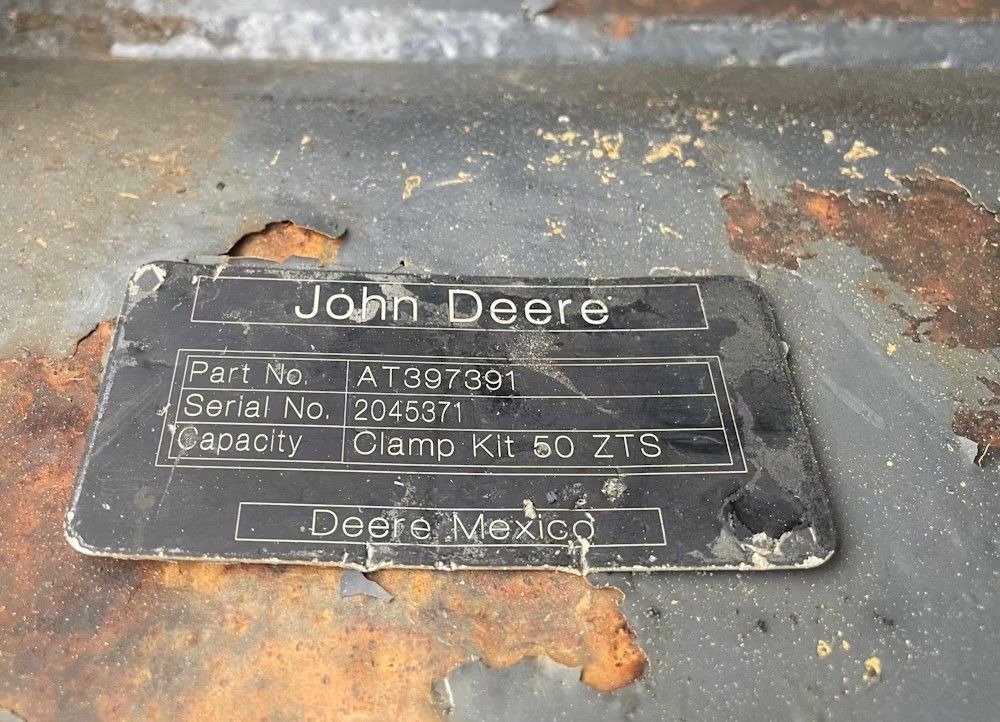 John Deere
Part No. AT397391
Serial No. 2045371
Capacity Clamp Kit 50 ZTS
Deere Mexico